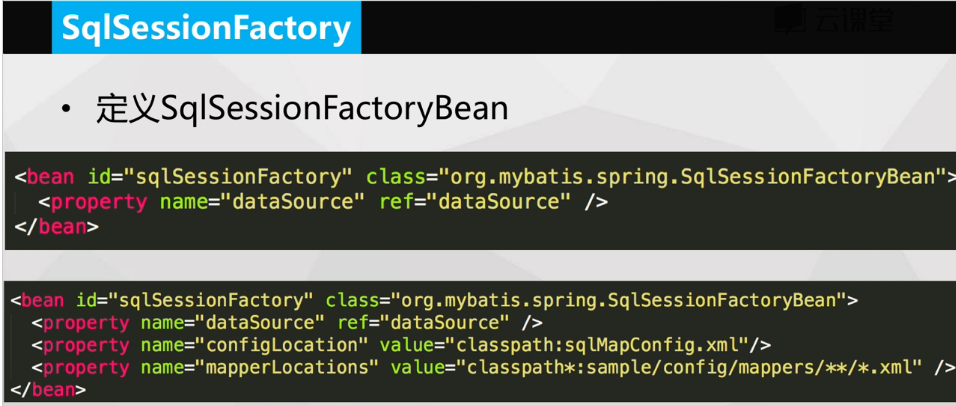 SqlSessionFactory
云课堂
• 定义SqlSessionFactoryBean
<bean id="sqlSessionFactory" class="org.mybatis.spring.SqlSessionFactoryBean">
<property name="dataSource" ref="dataSource" />
</bean>
<bean id="sqlSessionFactory" class="org.mybatis.spring.SqlSessionFactoryBean">
<property name="dataSource" ref="dataSource" />
<property name="configLocation" value="classpath:sqlMapConfig.xml"/>
<property name="mapperLocations" value="classpath*:sample/config/mappers/**/*.xml" />
</bean>